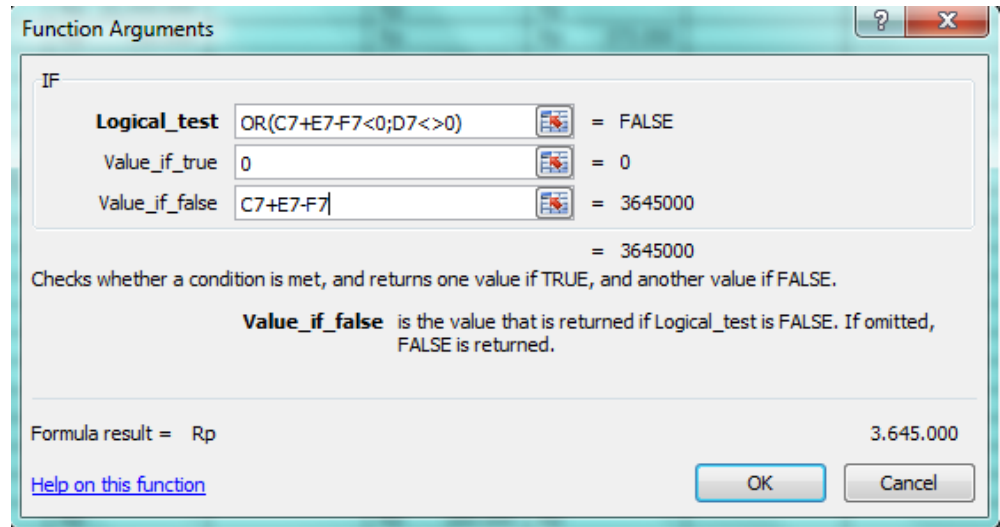 Function Arguments
IF
Logical_test OR(C7+E7-F7<0;D7<>0) = FALSE
Value_if_true 0 = 0
Value_if_false C7+E7-F7 = 3645000
= 3645000
Checks whether a condition is met, and returns one value if TRUE, and another value if FALSE.
Value_if_false is the value that is returned if Logical_test is FALSE. If omitted,
FALSE is returned.
Formula result = Rp 3.645.000
Help on this function OK Cancel